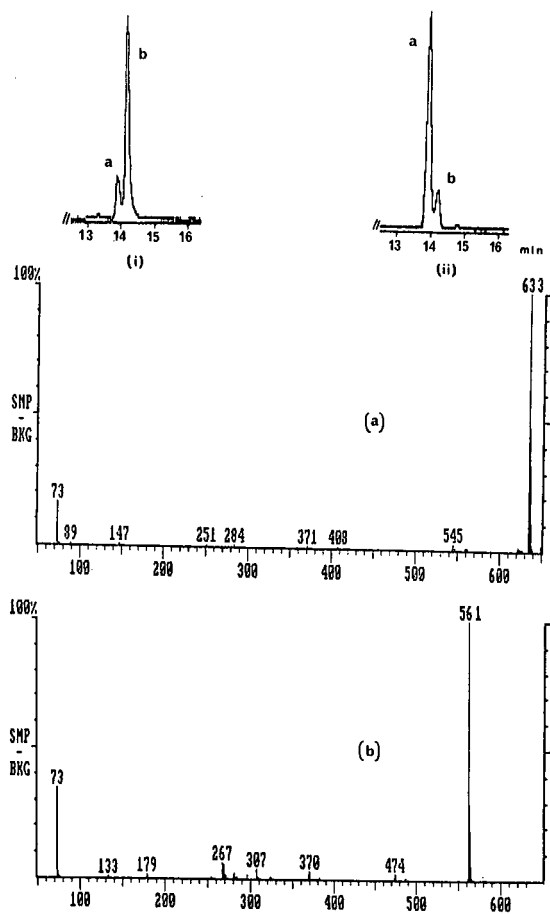 a b
a b
// 13 14 15 16
// 13 14 15 16 min
(i) (ii)
100% 633
SMP
-
BKG
(a)
73 89 147 251 284 371 408 545
100 200 300 400 500 600
100% 561
SMP
-
BKG
(b)
73 133 179 267 307 370 474
100 200 300 400 500 600